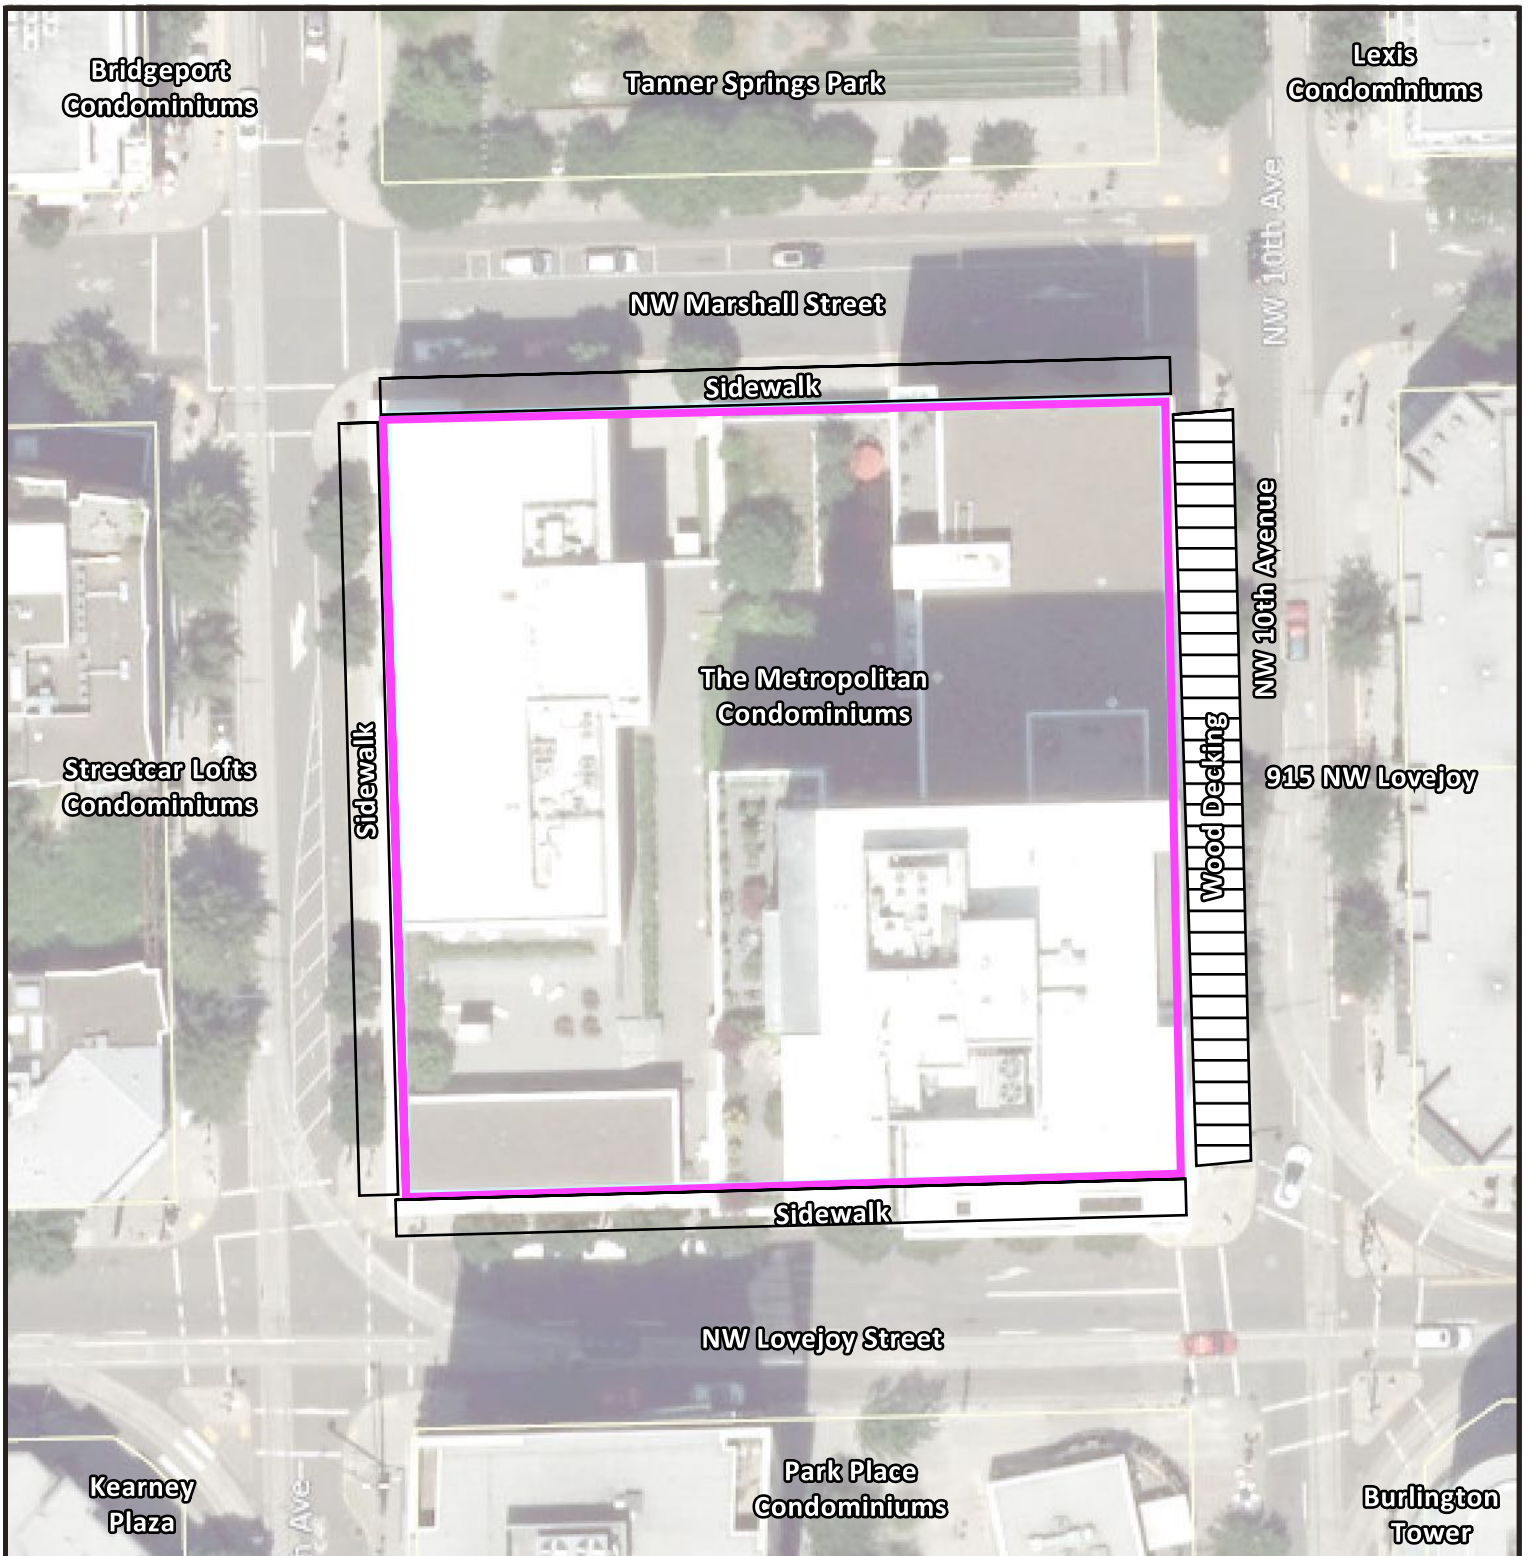 Bridgeport
Condominiums
Tanner Springs Park
Lexis
Condominiums
NW 10th Ave
NW Marshall Street
Sidewalk
NW 10th Avenue
The Metropolitan
Condominiums
Sidewalk
Wood Decking
Streetcar Lofts
Condominiums
915 NW Lovejoy
Sidewalk
NW Lovejoy Street
Kearney
Plaza
Ave
Park Place
Condominiums
Burlington
Tower